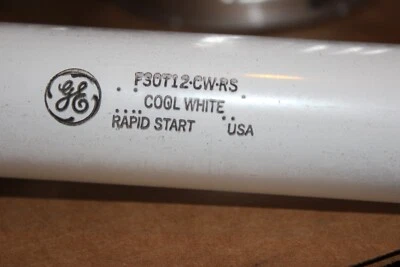 GE
F30T12·CW·RS
COOL WHITE
RAPID START USA